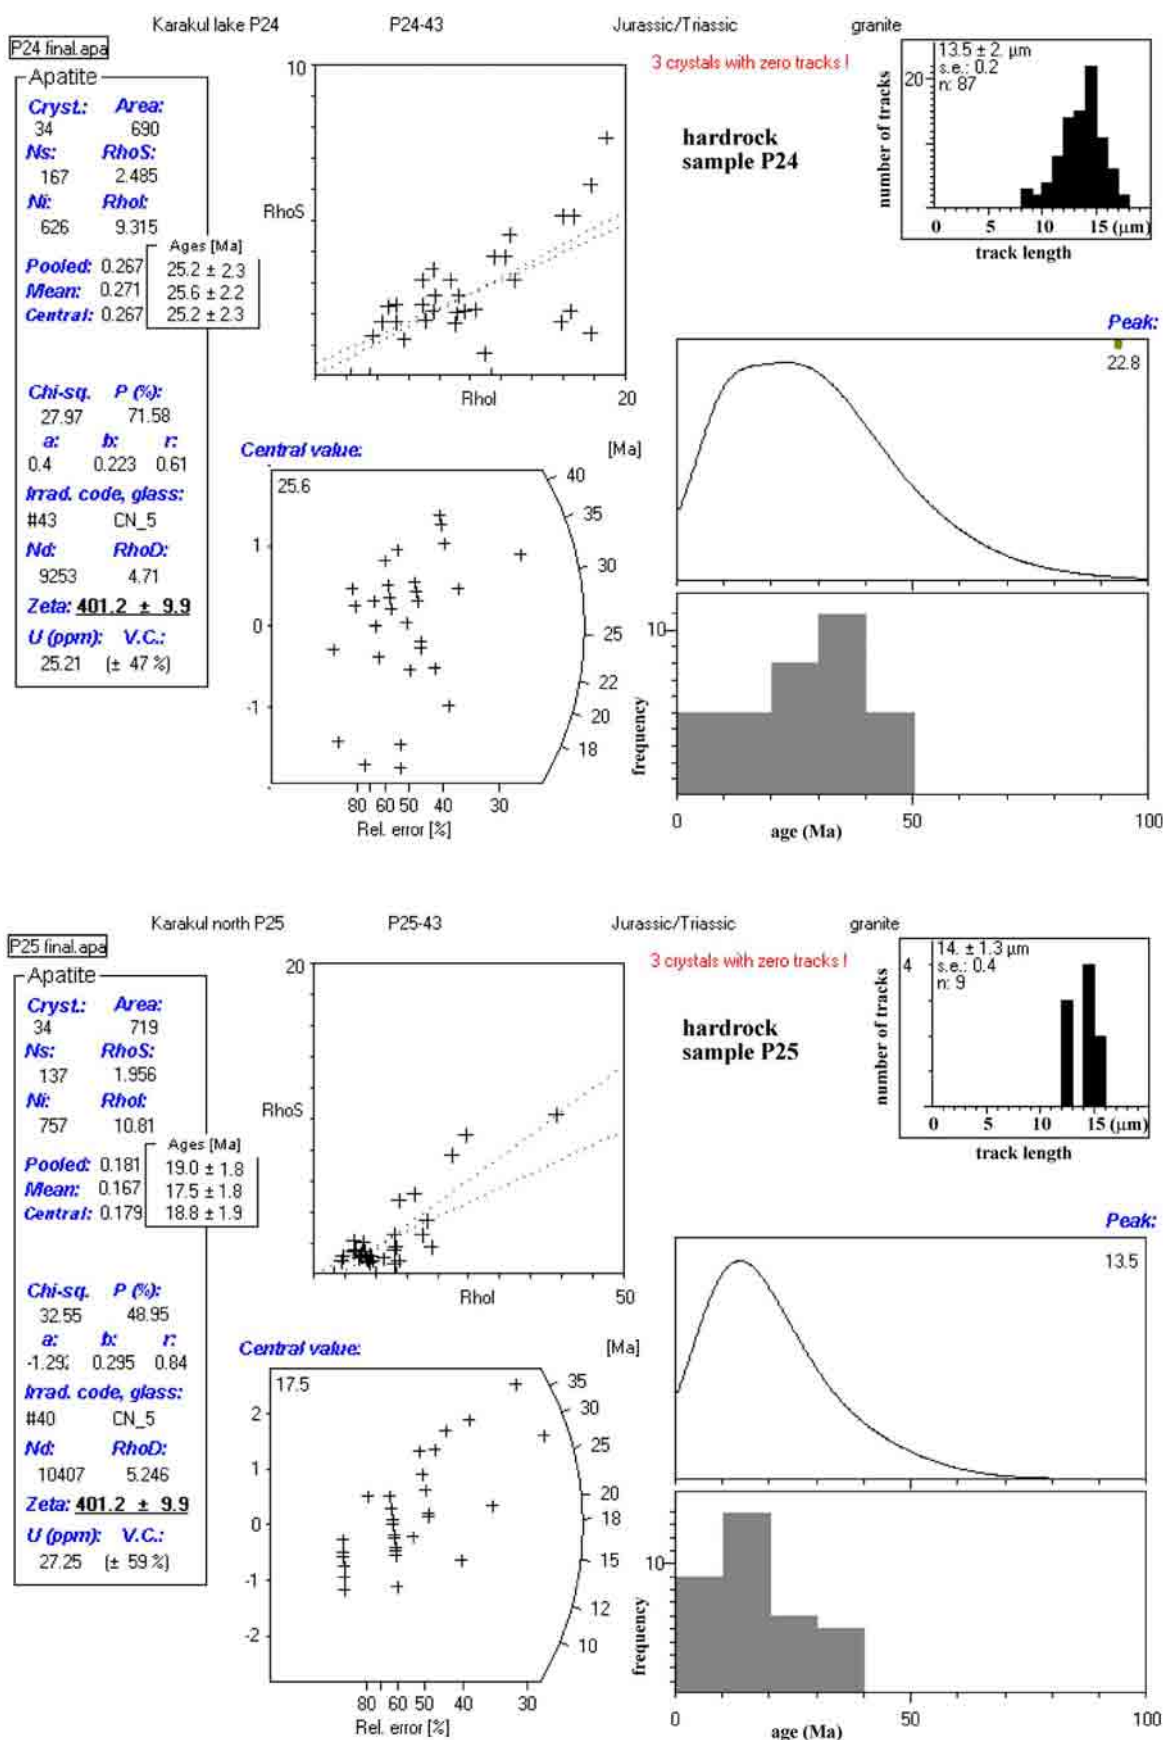 Karakul lake P24 P24-43 Jurassic/Triassic granite
P24 final.apa
Apatite
Cryst.: Area:
34 690
Ns: RhoS:
167 2.485
Ni: RhoI:
626 9.315
Ages [Ma]
Pooled: 0.267 25.2 ± 2.3
Mean: 0.271 25.6 ± 2.2
Central: 0.267 25.2 ± 2.3
Chi-sq. P (%):
27.97 71.58
a: b: r:
0.4 0.223 0.61
Irrad. code, glass:
#43 CN_5
Nd: RhoD:
9253 4.71
Zeta: 401.2 ± 9.9
U (ppm): V.C.:
25.21 (± 47 %)
10
RhoS
RhoI 20
3 crystals with zero tracks !
hardrock
sample P24
13.5 ± 2. µm
s.e.: 0.2
n: 87
20
number of tracks
0 5 10 15 (µm)
track length
Central value: [Ma]
25.6
1
0
-1
40
35
30
25
22
20
18
80 60 50 40 30
Rel. error [%]
Peak:
22.8
10
frequency
0 50 100
age (Ma)
Karakul north P25 P25-43 Jurassic/Triassic granite
P25 final.apa
Apatite
Cryst.: Area:
34 719
Ns: RhoS:
137 1.956
Ni: RhoI:
757 10.81
Ages [Ma]
Pooled: 0.181 19.0 ± 1.8
Mean: 0.167 17.5 ± 1.8
Central: 0.179 18.8 ± 1.9
Chi-sq. P (%):
32.55 48.95
a: b: r:
0.295 0.84
Irrad. code, glass:
#40 CN_5
Nd: RhoD:
10407 5.246
Zeta: 401.2 ± 9.9
U (ppm): V.C.:
27.25 (± 59 %)
20
RhoS
RhoI 50
3 crystals with zero tracks !
hardrock
sample P25
14. ± 1.3 µm
s.e.: 0.4
n: 9
4
number of tracks
0 5 10 15 (µm)
track length
Central value: [Ma]
17.5
2
1
0
-1
-2
35
30
25
20
18
15
12
10
80 60 50 40 30
Rel. error [%]
Peak:
13.5
10
frequency
0 50 100
age (Ma)